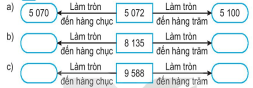 a) 5 070 Làm tròn đến hàng chục 5 072 Làm tròn đến hàng trăm 5 100
b) Làm tròn đến hàng chục 8 135 Làm tròn đến hàng trăm
c) Làm tròn đến hàng chục 9 588 Làm tròn đến hàng trăm